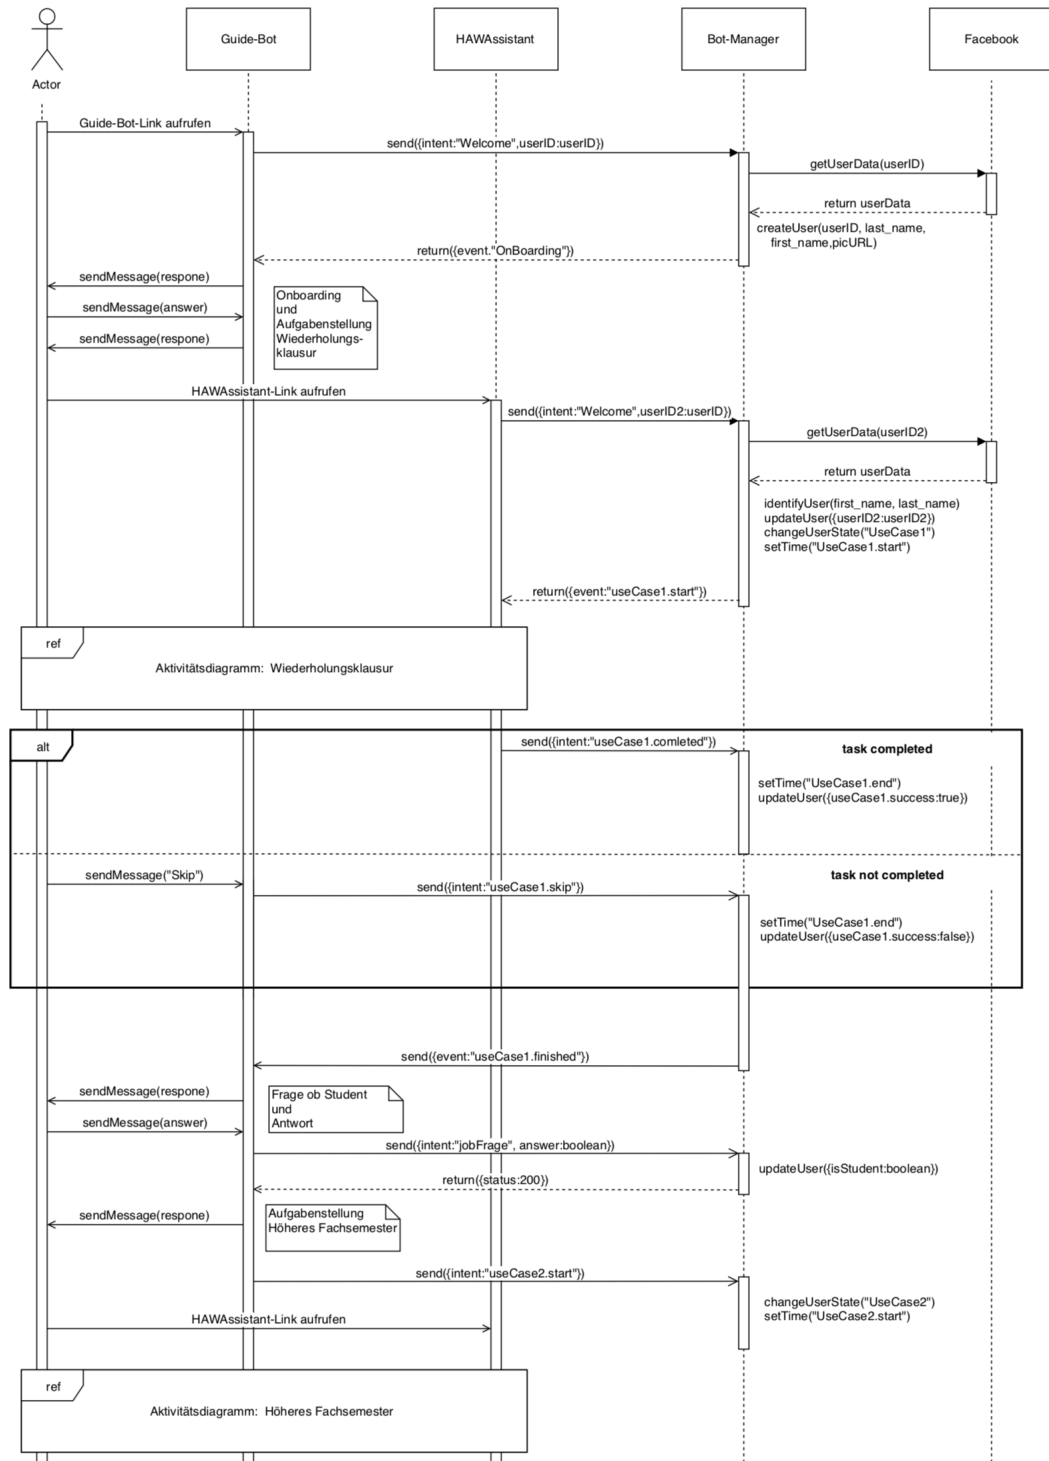 Actor
Guide-Bot
HAWAssistant
Bot-Manager
Facebook
Guide-Bot-Link aufrufen
send({intent:"Welcome",userID:userID})
getUserData(userID)
return userData
createUser(userID, last_name,
first_name,picURL)
return({event."OnBoarding"})
sendMessage(respone)
sendMessage(answer)
sendMessage(respone)
Onboarding
und
Aufgabenstellung
Wiederholungs-
klausur
HAWAssistant-Link aufrufen
send({intent:"Welcome",userID2:userID})
getUserData(userID2)
return userData
identifyUser(first_name, last_name)
updateUser({userID2:userID2})
changeUserState("UseCase1")
setTime("UseCase1.start")
return({event:"useCase1.start"})
ref
Aktivitätsdiagramm: Wiederholungsklausur
alt
send({intent:"useCase1.comleted"})
task completed
setTime("UseCase1.end")
updateUser({useCase1.success:true})
sendMessage("Skip")
send({intent:"useCase1.skip"})
task not completed
setTime("UseCase1.end")
updateUser({useCase1.success:false})
send({event:"useCase1.finished"})
sendMessage(respone)
Frage ob Student
und
Antwort
sendMessage(answer)
send({intent:"jobFrage", answer:boolean})
updateUser({isStudent:boolean})
return({status:200})
sendMessage(respone)
Aufgabenstellung
Höheres Fachsemester
send({intent:"useCase2.start"})
changeUserState("UseCase2")
setTime("UseCase2.start")
HAWAssistant-Link aufrufen
ref
Aktivitätsdiagramm: Höheres Fachsemester